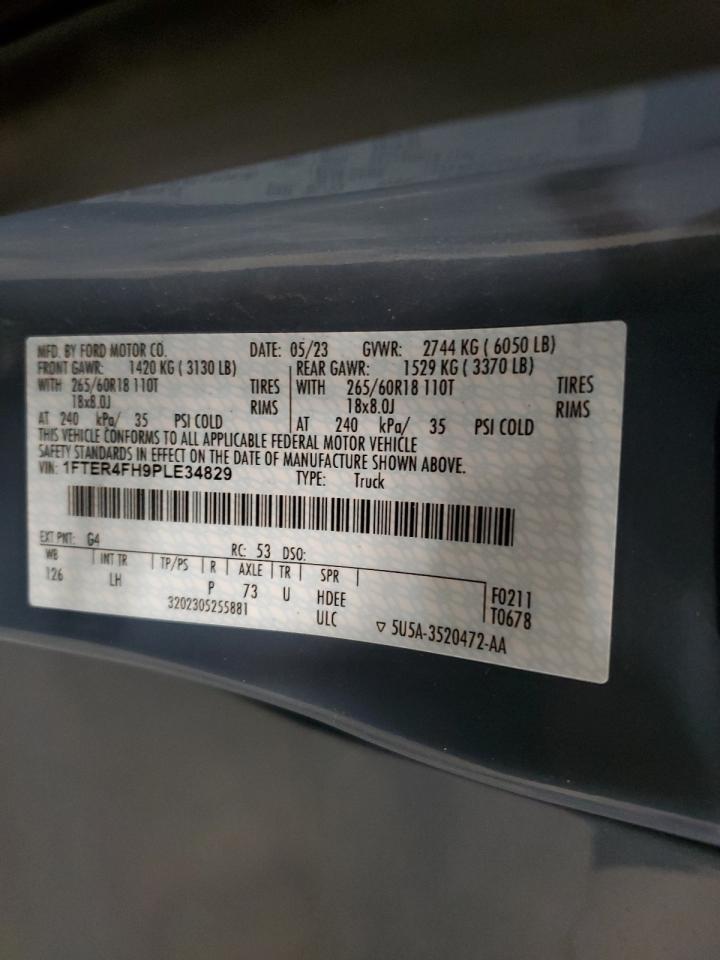 MFD. BY FORD MOTOR CO. DATE: 05/23 GVWR: 2744 KG ( 6050 LB)
FRONT GAWR: 1420 KG ( 3130 LB) REAR GAWR: 1529 KG ( 3370 LB)
WITH 265/60R18 110T TIRES WITH 265/60R18 110T TIRES
18x8.0J RIMS 18x8.0J RIMS
AT 240 kPa/ 35 PSI COLD AT 240 kPa/ 35 PSI COLD
THIS VEHICLE CONFORMS TO ALL APPLICABLE FEDERAL MOTOR VEHICLE
SAFETY STANDARDS IN EFFECT ON THE DATE OF MANUFACTURE SHOWN ABOVE.
VIN: 1FTER4FH9PLE34829 TYPE: Truck
EXT PNT: G4 RC: 53 DSO:
WB INT TR TP/PS R AXLE TR SPR
126 LH P 73 U HDEE F0211
3202305255881 ULC T0678
▽ 5U5A-3520472-AA